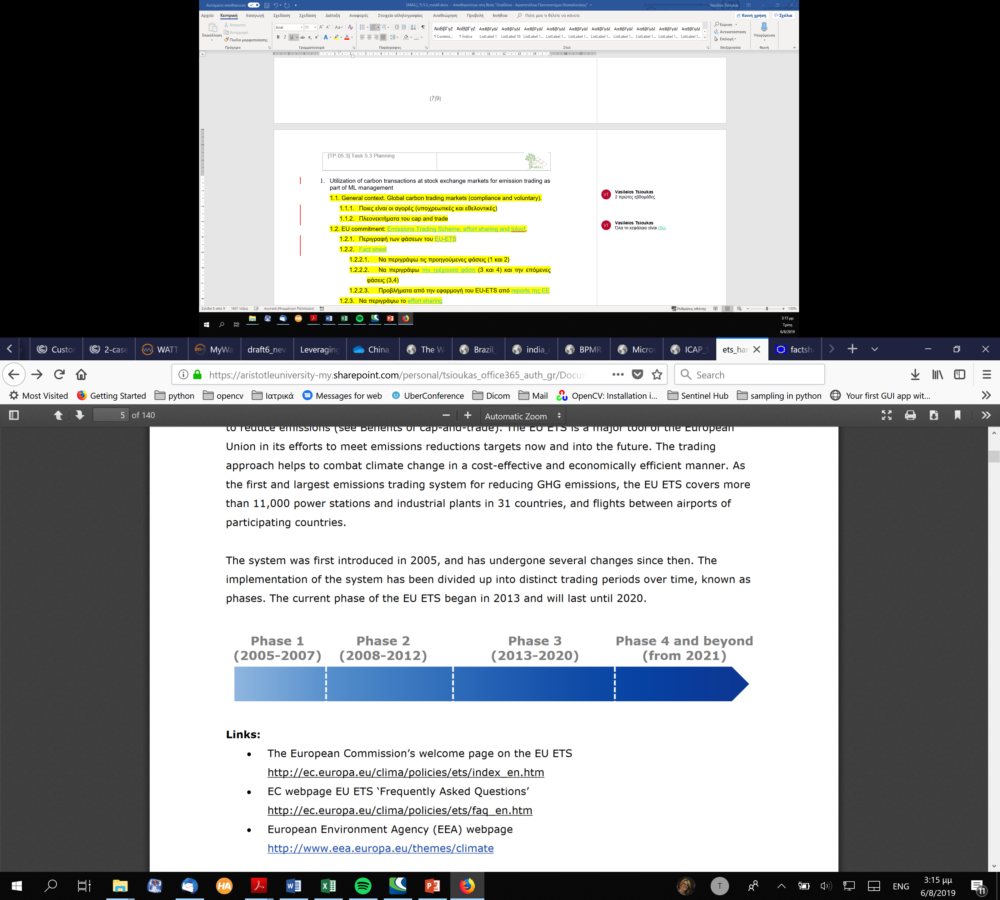 Αυτόματη αποθήκευση
[MAIL]_TL5.3_modif.docx - Αποθηκεύτηκε στη θέση "OneDrive - Αριστοτέλειο Πανεπιστήμιο Θεσσαλονίκης"
Vassilios Tsioukas
Αρχείο Κεντρική Εισαγωγή Σχεδίαση Σχεδίαση Διάταξη Αναφορές Στοιχεία αλληλογραφίας Αναθεώρηση Προβολή Βοήθεια Πείτε μου τι θέλετε να κάνετε Κοινή χρήση Σχόλια
Επικόλληση
Αποκοπή
Αντιγραφή
Πινέλο μορφοποίησης
Πρόχειρο
Arial 11
Γραμματοσειρά
Παράγραφος
¶ Conteni... ¶ Índice ListLabel 1 ListLabel 10 ListLabel 1... ListLabel 1... ListLabel 1... ListLabel 1... ListLabel 1... ListLabel 1... ListLabel 1... ListLabel 1...
Στυλ
Εύρεση
Αντικατάσταση
Επιλογή
Επεξεργασία
Υπαγόρευση
Φωνή
[7|9]
[TP.05.3] Task 5.3 Planning
MaiL
1. Utilization of carbon transactions at stock exchange markets for emission trading as
part of ML management
1.1. General context. Global carbon trading markets (compliance and voluntary).
1.1.1. Ποιες είναι οι αγορές (υποχρεωτικές και εθελοντικές)
1.1.2. Πλεονεκτήματα του cap and trade
1.2. EU commitment: Emissions Trading Scheme, effort sharing and lulucf.
1.2.1. Περιγραφή των φάσεων του EU-ETS
1.2.2. Fact sheet
1.2.2.1. Να περιγράψω τις προηγούμενες φάσεις (1 και 2)
1.2.2.2. Να περιγράψω την τρέχουσα φάση (3 και 4) και την επόμενες
φάσεις (3,4)
1.2.2.3. Προβλήματα από την εφαρμογή του EU-ETS από reports της ΕΕ
1.2.3. Να περιγράψω το effort sharing
VT Vasileios Tsioukas
2 πρώτες εβδομάδες
VT Vasileios Tsioukas
Όλα το κεφάλαιο είναι εδώ.
Σελίδα 8 από 9 1657 λέξεις Αγγλικά (Ηνωμένων Πολιτειών) Ρυθμίσεις οθόνης 130%
3:15 μμ
Τρίτη
6/8/2019
Custor 2-case WATT- MyWa draft6_new Leveraging China_ The W Brazil_ india_c BPMR- Micros ICAP_S ets_han factshe
https://aristotleuniversity-my.sharepoint.com/personal/tsioukas_office365_auth_gr/Docun Search
Most Visited Getting Started python opencv Ιατρικά Messages for web UberConference Dicom Mail OpenCV: Installation i... Sentinel Hub sampling in python Your first GUI app wit...
5 of 140 Automatic Zoom
to reduce emissions (see Benefits of cap-and-trade). The EU ETS is a major tool of the European
Union in its efforts to meet emissions reductions targets now and into the future. The trading
approach helps to combat climate change in a cost-effective and economically efficient manner. As
the first and largest emissions trading system for reducing GHG emissions, the EU ETS covers more
than 11,000 power stations and industrial plants in 31 countries, and flights between airports of
participating countries.
The system was first introduced in 2005, and has undergone several changes since then. The
implementation of the system has been divided up into distinct trading periods over time, known as
phases. The current phase of the EU ETS began in 2013 and will last until 2020.
Phase 1 Phase 2 Phase 3 Phase 4 and beyond
(2005-2007) (2008-2012) (2013-2020) (from 2021)
Links:
• The European Commission’s welcome page on the EU ETS
http://ec.europa.eu/clima/policies/ets/index_en.htm
• EC webpage EU ETS ‘Frequently Asked Questions’
http://ec.europa.eu/clima/policies/ets/faq_en.htm
• European Environment Agency (EEA) webpage
http://www.eea.europa.eu/themes/climate
HA T ENG 3:15 μμ
6/8/2019 11